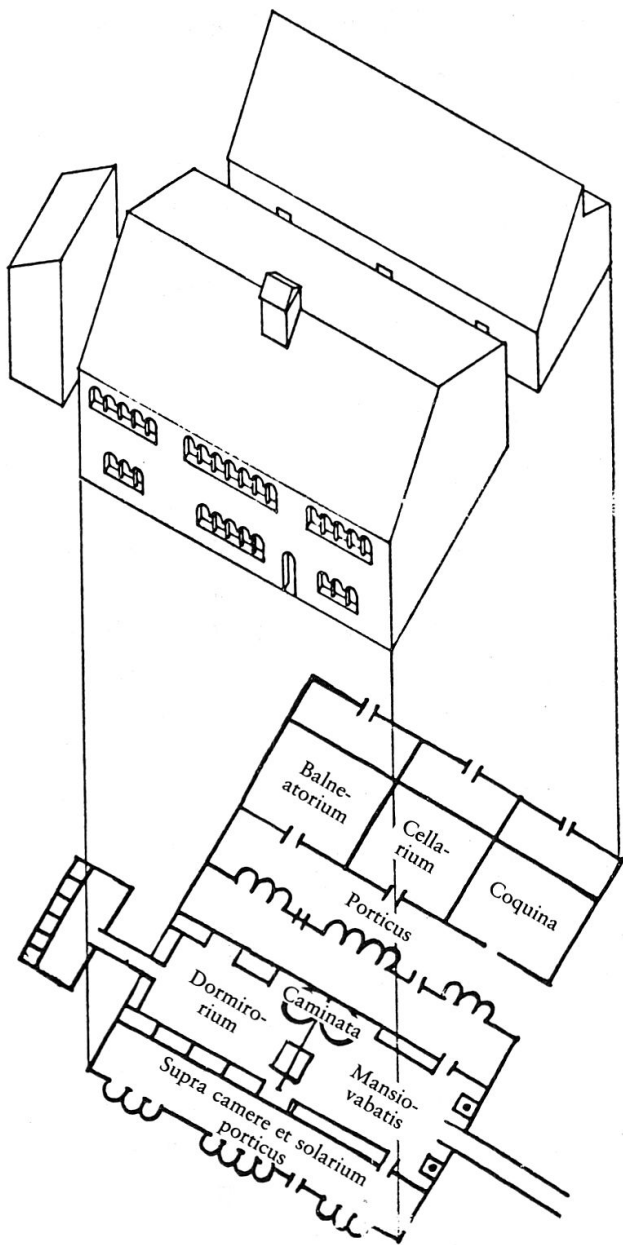 Balne-
atorium
Cella-
rium
Coquina
Porticus
Dormiro-
rium
Caminata
Mansio-
vabatis
Supra camere et solarium
porticus